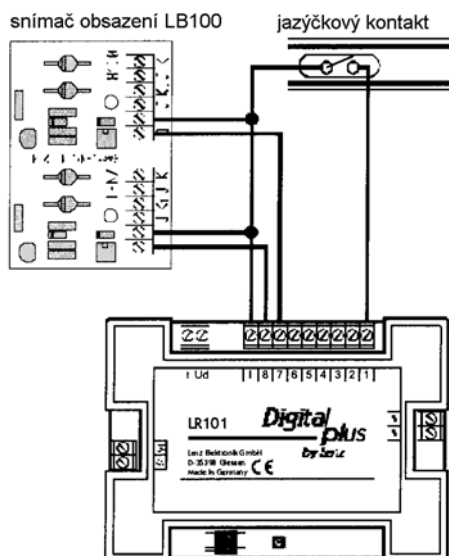 snímač obsazení LB100
jazýčkový kontakt
r Ud
I 8 7 6 5 4 3 2 1
LR101
Digital plus
by Lenz
Lenz Elektronik GmbH
D-35398 Giessen
Made in Germany CE